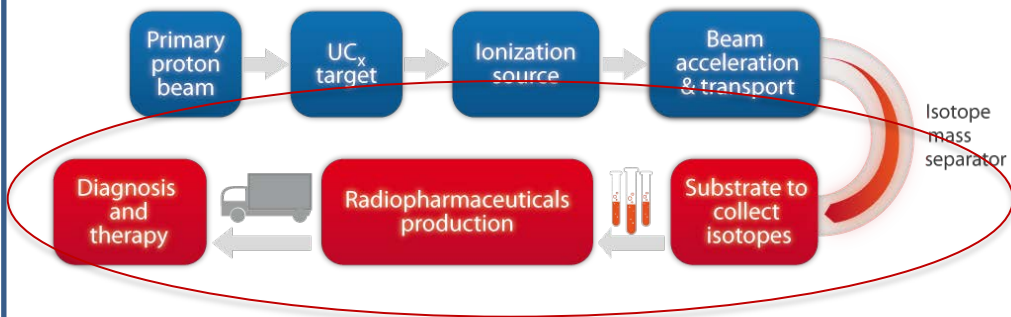 Primary
proton
beam
UCx
target
Ionization
source
Beam
acceleration
& transport
Isotope
mass
separator
Diagnosis
and
therapy
Radiopharmaceuticals
production
Substrate to
collect
isotopes